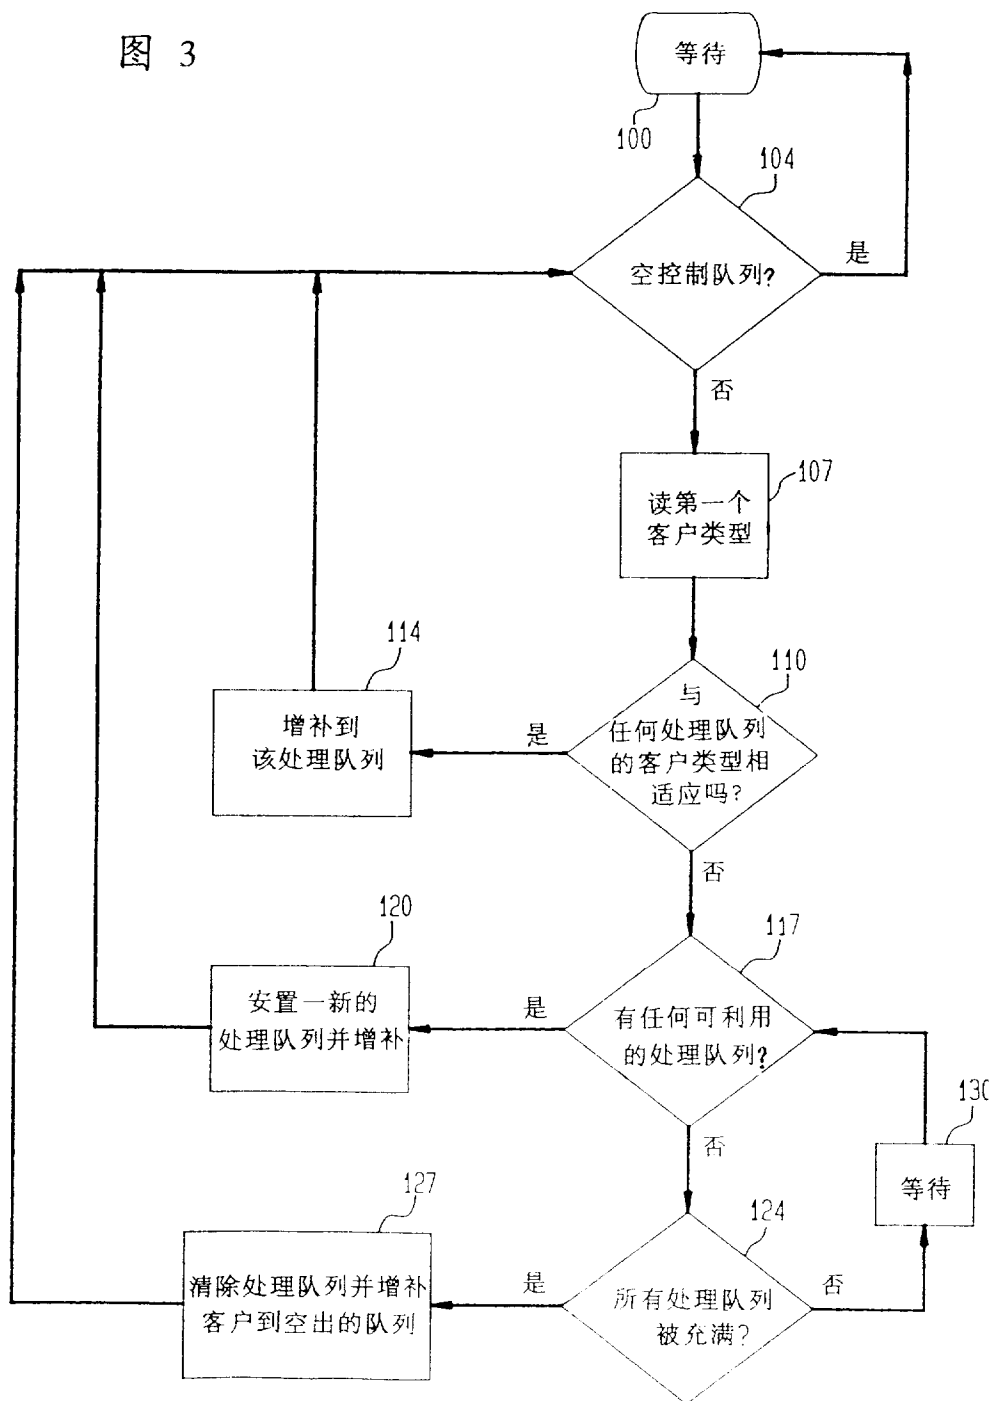 图 3
等待
100
104
空控制队列?
是
否
读第一个
客户类型
107
114
增补到
该处理队列
是
110
与
任何处理队列
的客户类型相
适应吗?
否
120
安置一新的
处理队列并增补
是
117
有任何可利用
的处理队列?
否
130
等待
127
清除处理队列并增补
客户到空出的队列
是
124
所有处理队列
被充满?
否